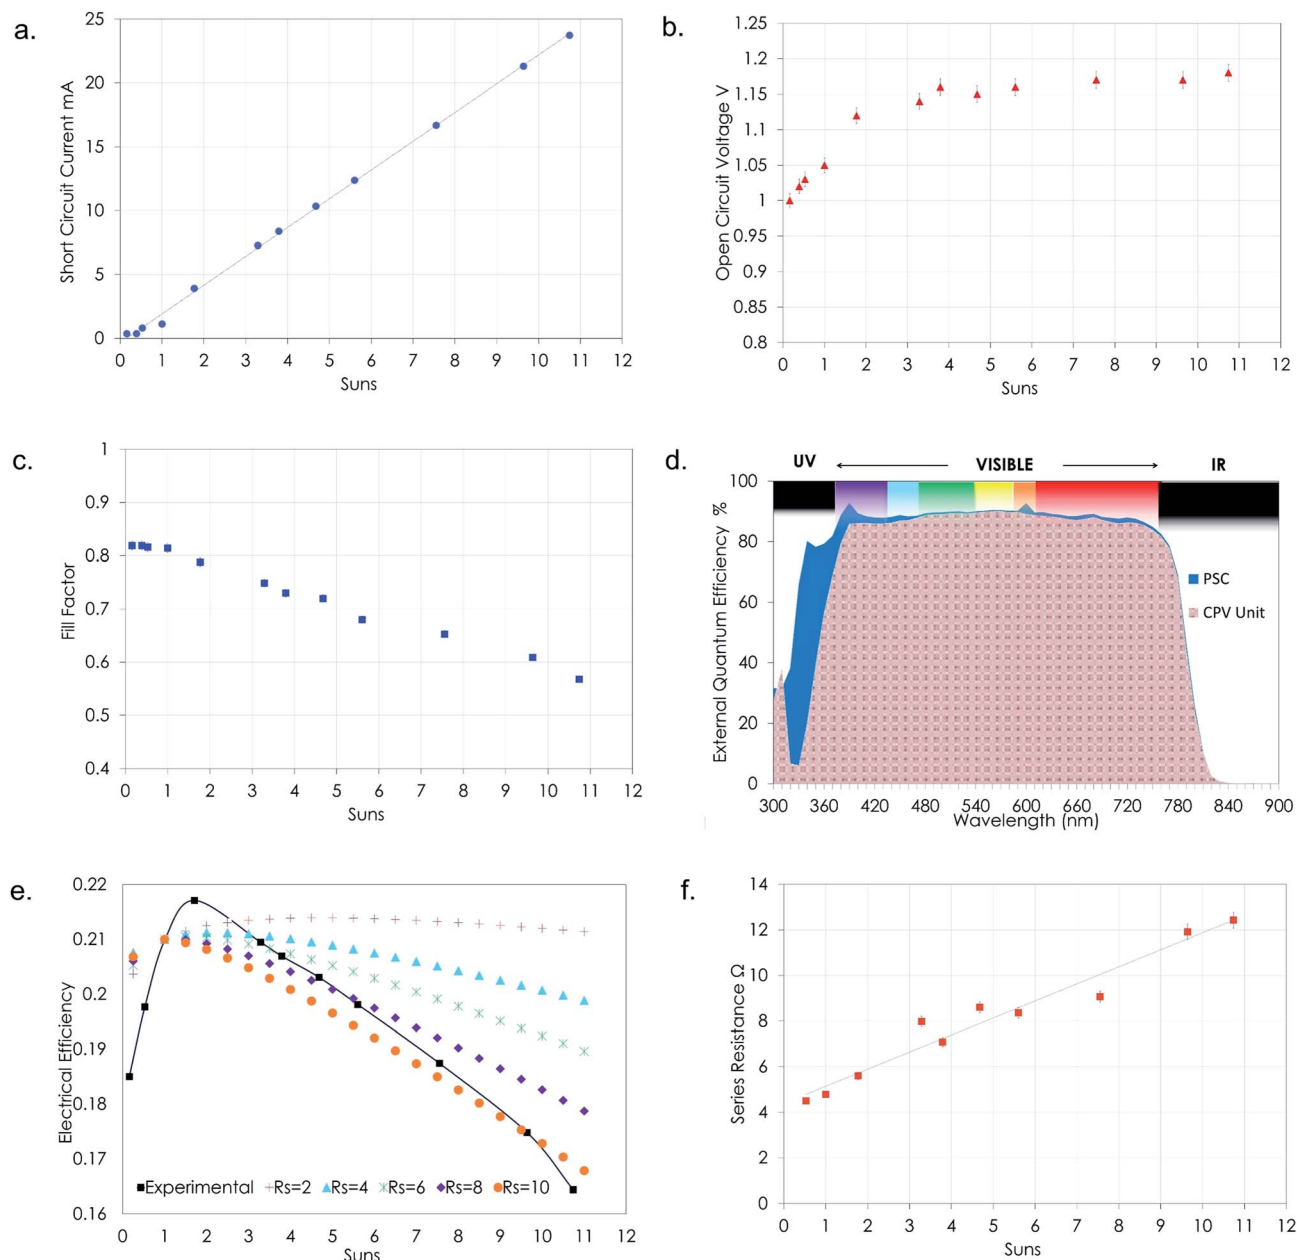 a.
Short Circuit Current mA
25
20
15
10
5
0
0 1 2 3 4 5 6 7 8 9 10 11 12
Suns
b.
Open Circuit Voltage V
1.25
1.2
1.15
1.1
1.05
1
0.95
0.9
0.85
0.8
0 1 2 3 4 5 6 7 8 9 10 11 12
Suns
c.
Fill Factor
1
0.9
0.8
0.7
0.6
0.5
0.4
0 1 2 3 4 5 6 7 8 9 10 11 12
Suns
d.
UV VISIBLE IR
External Quantum Efficiency %
100
80
60
40
20
0
PSC
CPV Unit
300 360 420 480 540 600 660 720 780 840 900
Wavelength (nm)
e.
Electrical Efficiency
0.22
0.21
0.2
0.19
0.18
0.17
0.16
Experimental Rs=2 Rs=4 Rs=6 Rs=8 Rs=10
0 1 2 3 4 5 6 7 8 9 10 11 12
Suns
f.
Series Resistance Ω
14
12
10
8
6
4
2
0
0 1 2 3 4 5 6 7 8 9 10 11 12
Suns